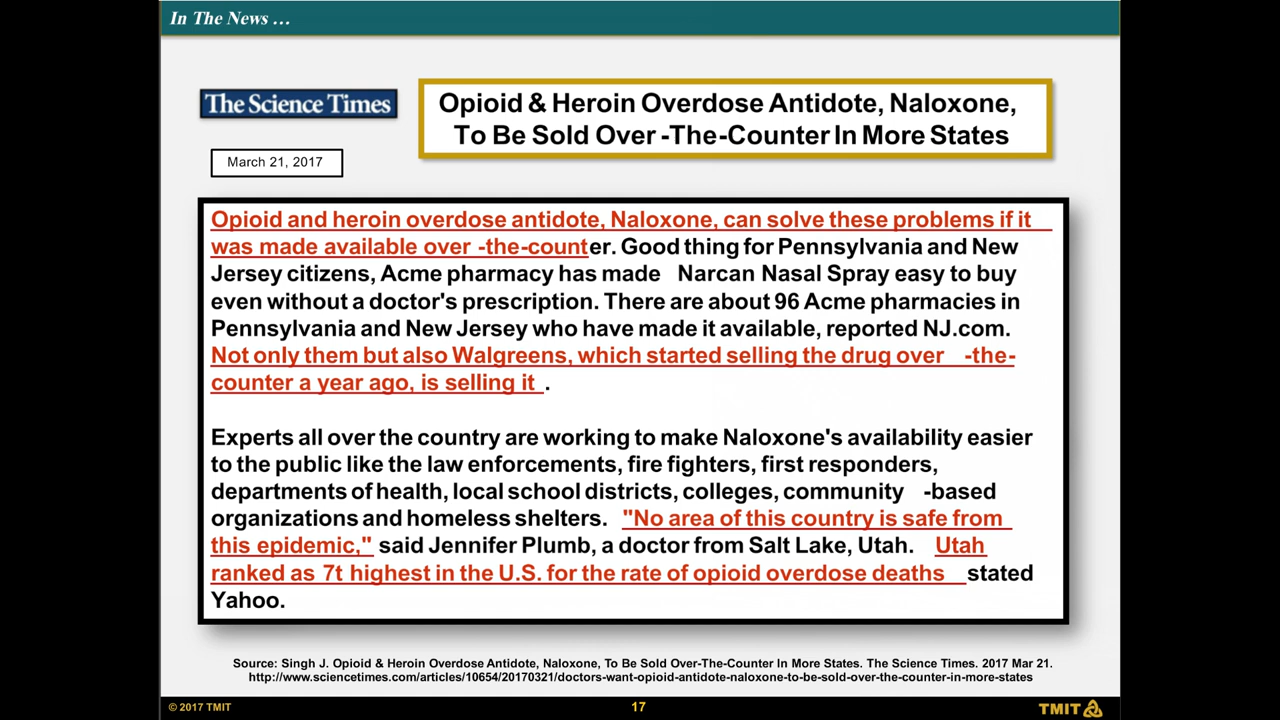 In The News ...
The Science Times
Opioid & Heroin Overdose Antidote, Naloxone,
To Be Sold Over -The-Counter In More States
March 21, 2017
Opioid and heroin overdose antidote, Naloxone, can solve these problems if it
was made available over -the-counter. Good thing for Pennsylvania and New
Jersey citizens, Acme pharmacy has made Narcan Nasal Spray easy to buy
even without a doctor's prescription. There are about 96 Acme pharmacies in
Pennsylvania and New Jersey who have made it available, reported NJ.com.
Not only them but also Walgreens, which started selling the drug over -the-
counter a year ago, is selling it .
Experts all over the country are working to make Naloxone's availability easier
to the public like the law enforcements, fire fighters, first responders,
departments of health, local school districts, colleges, community -based
organizations and homeless shelters. "No area of this country is safe from
this epidemic," said Jennifer Plumb, a doctor from Salt Lake, Utah. Utah
ranked as 7t highest in the U.S. for the rate of opioid overdose deaths stated
Yahoo.
Source: Singh J. Opioid & Heroin Overdose Antidote, Naloxone, To Be Sold Over-The-Counter In More States. The Science Times. 2017 Mar 21.
http://www.sciencetimes.com/articles/10654/20170321/doctors-want-opioid-antidote-naloxone-to-be-sold-over-the-counter-in-more-states
© 2017 TMIT
17
TMIT